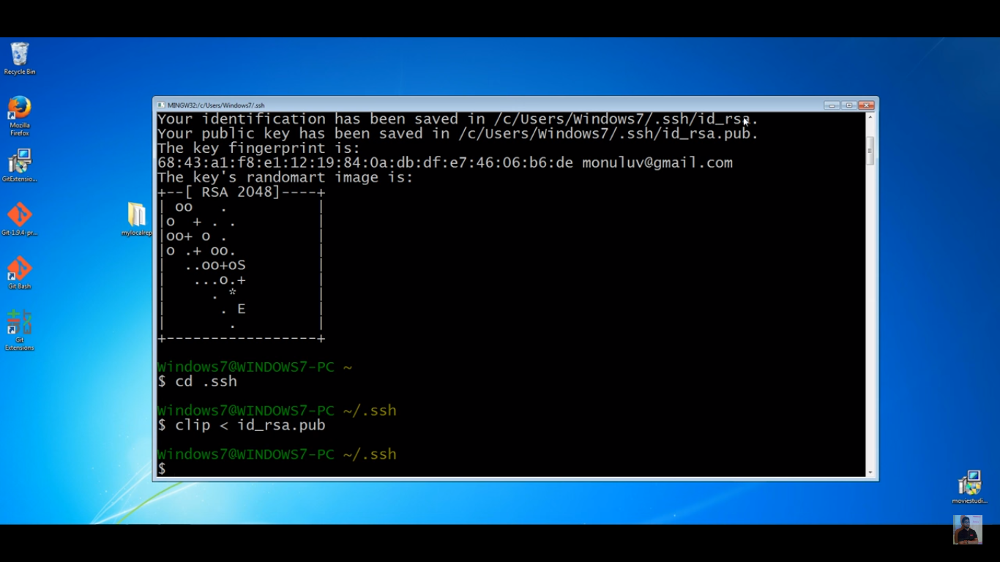 Recycle Bin
Mozilla
Firefox
GitExtensio...
Git-1.9.4-pr...
Git Bash
Git
Extensions
mylocalrep
MINGW32:/c/Users/Windows7/.ssh
Your identification has been saved in /c/Users/Windows7/.ssh/id_rsa.
Your public key has been saved in /c/Users/Windows7/.ssh/id_rsa.pub.
The key fingerprint is:
68:43:a1:f8:e1:12:19:84:0a:db:df:e7:46:06:b6:de monuluv@gmail.com
The key's randomart image is:
+--[ RSA 2048]----+
| oo   .          |
|o  + . .         |
|oo+ o .          |
|o .+ oo.         |
|  ..oo+oS        |
|   ...o.+        |
|     . *         |
|      . E        |
|       .         |
+-----------------+
Windows7@WINDOWS7-PC ~
$ cd .ssh
Windows7@WINDOWS7-PC ~/.ssh
$ clip < id_rsa.pub
Windows7@WINDOWS7-PC ~/.ssh
$
moviestudi...